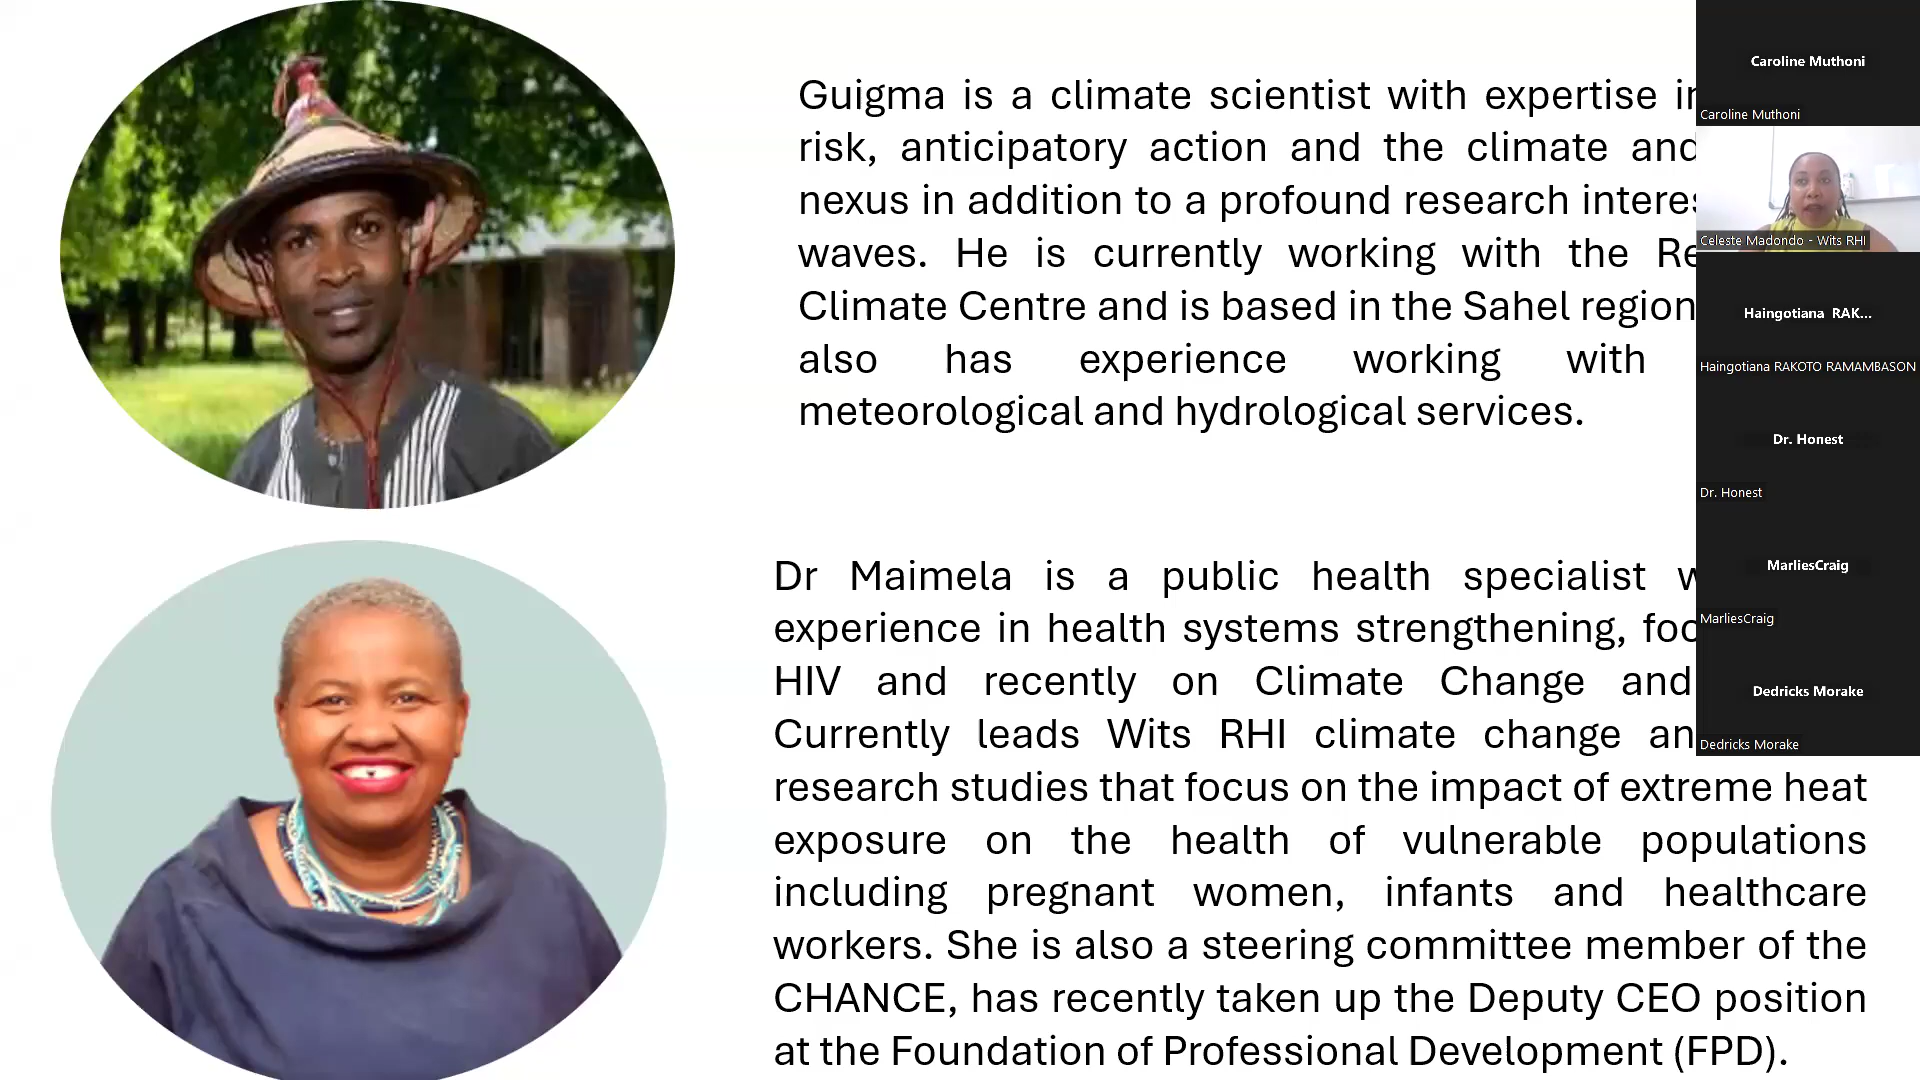 Guigma is a climate scientist with expertise in
risk, anticipatory action and the climate and
nexus in addition to a profound research
waves. He is currently working with the
Climate Centre and is based in the Sahel region
also has experience working with
meteorological and hydrological services.
Dr Maimela is a public health specialist
experience in health systems strengthening,
HIV and recently on Climate Change and
Currently leads Wits RHI climate change
research studies that focus on the impact of extreme heat
exposure on the health of vulnerable populations
including pregnant women, infants and healthcare
workers. She is also a steering committee member of the
CHANCE, has recently taken up the Deputy CEO position
at the Foundation of Professional Development (FPD).
Caroline Muthoni
Caroline Muthoni
Celeste Madondo - Wits RHI
Haingotiana RAK...
Haingotiana RAKOTO RAMAMBASON
Dr. Honest
Dr. Honest
MarliesCraig
MarliesCraig
Dedricks Morake
Dedricks Morake